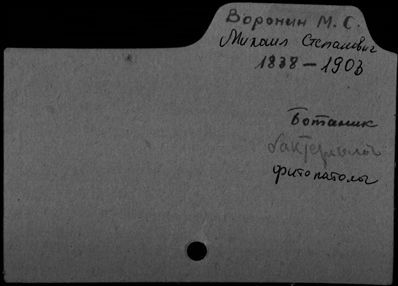 Воронин М. С.
Михаил Степанович
1838 – 1903
Ботаник
бактериолог
фитопатолог